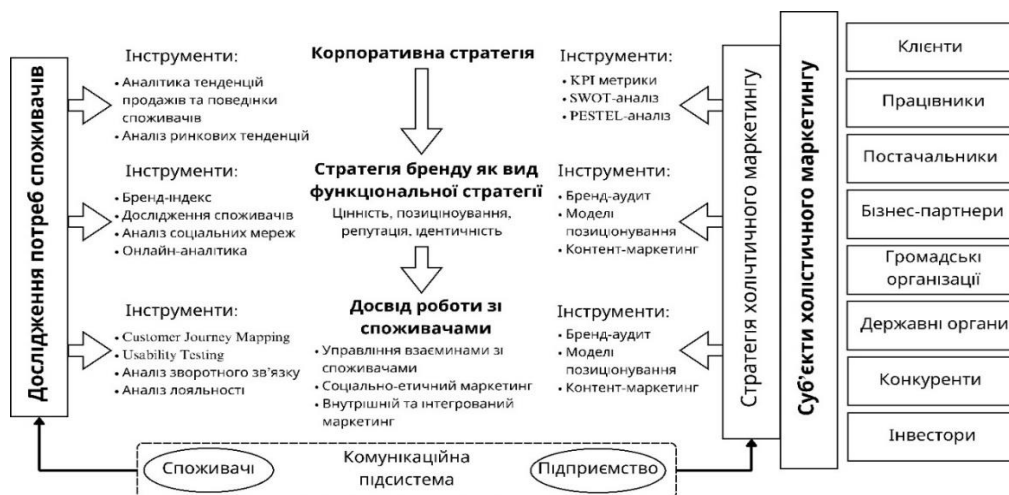 Дослідження потреб споживачів
Інструменти:
• Аналітика тенденцій
продажів та поведінки
споживачів
• Аналіз ринкових тенденцій
Інструменти:
• Бренд-індекс
• Дослідження споживачів
• Аналіз соціальних мереж
• Онлайн-аналітика
Інструменти:
• Customer Journey Mapping
• Usability Testing
• Аналіз зворотного зв'язку
• Аналіз лояльності
Корпоративна стратегія
Стратегія бренду як вид
функціональної стратегії
Цінність, позиціноування,
репутація, ідентичність
Досвід роботи зі
споживачами
• Управління взаєминами зі
споживачами
• Соціально-етичний маркетинг
• Внутрішній та інтегрований
маркетинг
Інструменти:
• KPI метрики
• SWOT-аналіз
• PESTEL-аналіз
Інструменти:
• Бренд-аудит
• Моделі
позиціонування
• Контент-маркетинг
Інструменти:
• Бренд-аудит
• Моделі
позиціонування
• Контент-маркетинг
Стратегія холічтичного маркетингу
Суб'єкти холістичного маркетингу
Клієнти
Працівники
Постачальники
Бізнес-партнери
Громадські
організації
Державні органи
Конкуренти
Інвестори
Споживачі
Комунікаційна
підсистема
Підприємство